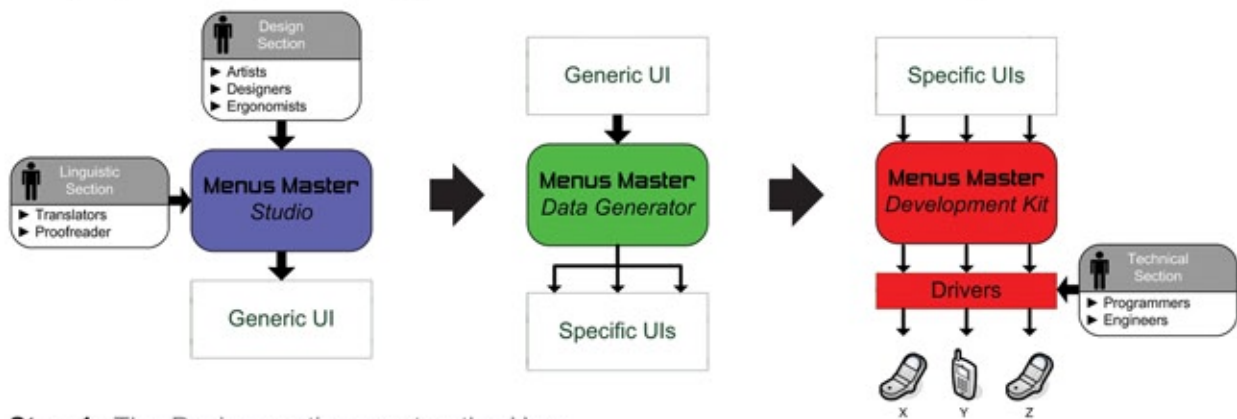 Design
Section
► Artists
► Designers
► Ergonomists
Linguistic
Section
► Translators
► Proofreader
Menus Master
Studio
Generic UI
Generic UI
Menus Master
Data Generator
Specific UIs
Specific UIs
Menus Master
Development Kit
Drivers
Technical
Section
► Programmers
► Engineers
X Y Z